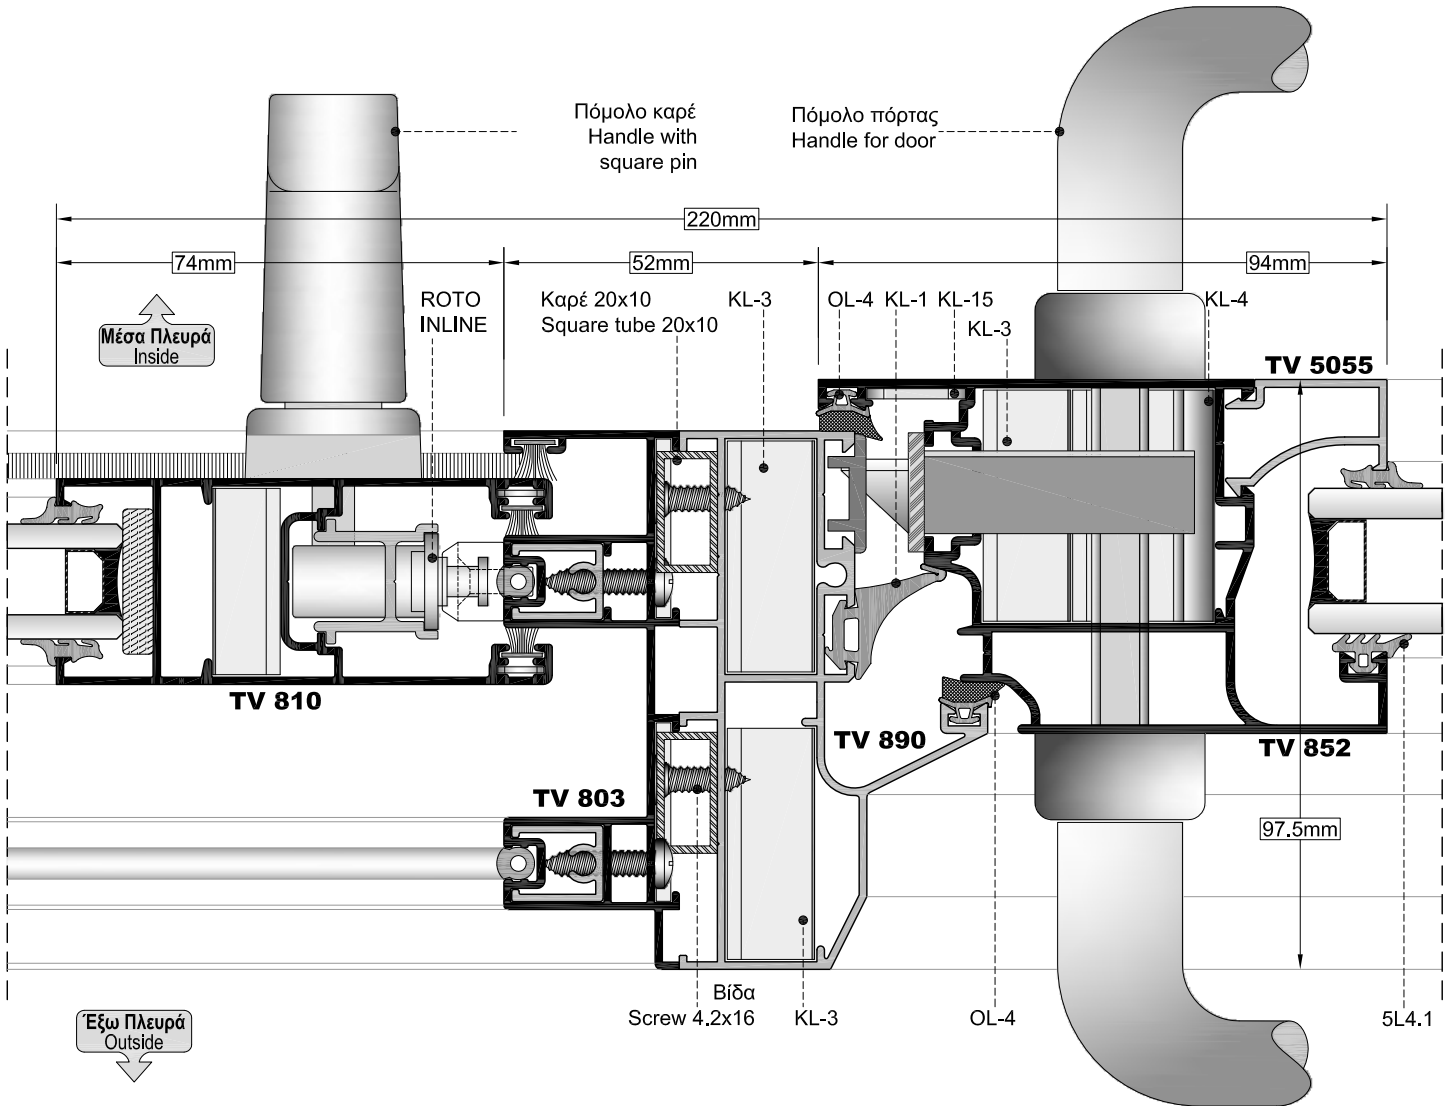 Πόμολο καρέ
Handle with
square pin
Πόμολο πόρτας
Handle for door
220mm
74mm
52mm
94mm
Μέσα Πλευρά
Inside
ROTO
INLINE
Καρέ 20x10
Square tube 20x10
KL-3
OL-4
KL-1
KL-15
KL-3
KL-4
TV 5055
TV 810
TV 890
TV 852
TV 803
97.5mm
Βίδα
Screw 4.2x16
KL-3
OL-4
5L4.1
Έξω Πλευρά
Outside